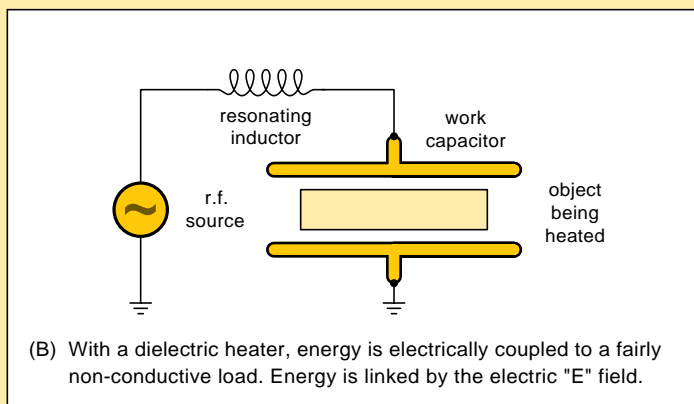 resonating
inductor
work
capacitor
r.f.
source
object
being
heated
(B) With a dielectric heater, energy is electrically coupled to a fairly
non-conductive load. Energy is linked by the electric "E" field.